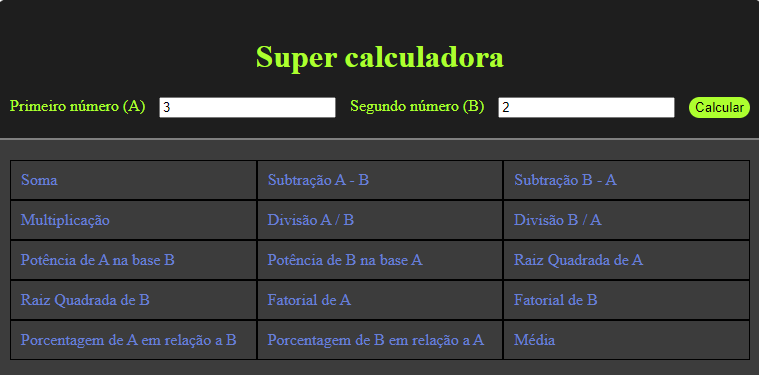 Super calculadora
Primeiro número (A) 3 Segundo número (B) 2 Calcular
Soma Subtração A - B Subtração B - A
Multiplicação Divisão A / B Divisão B / A
Potência de A na base B Potência de B na base A Raiz Quadrada de A
Raiz Quadrada de B Fatorial de A Fatorial de B
Porcentagem de A em relação a B Porcentagem de B em relação a A Média